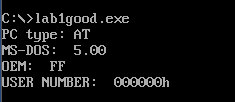 C:\>lab1good.exe
PC type: AT
MS-DOS:  5.00
OEM:  FF
USER NUMBER:  000000h